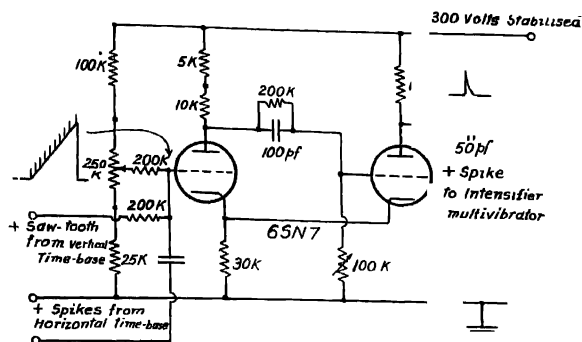 300 Volts Stabilised
100K
5K
10K
200K
100pf
250
K
200K
50pf
+ Spike
to Intensifier
multivibrator
200K
+ Saw-tooth
from vertical
Time-base
6SN7
25K
30K
100K
+ Spikes from
Horizontal time-base